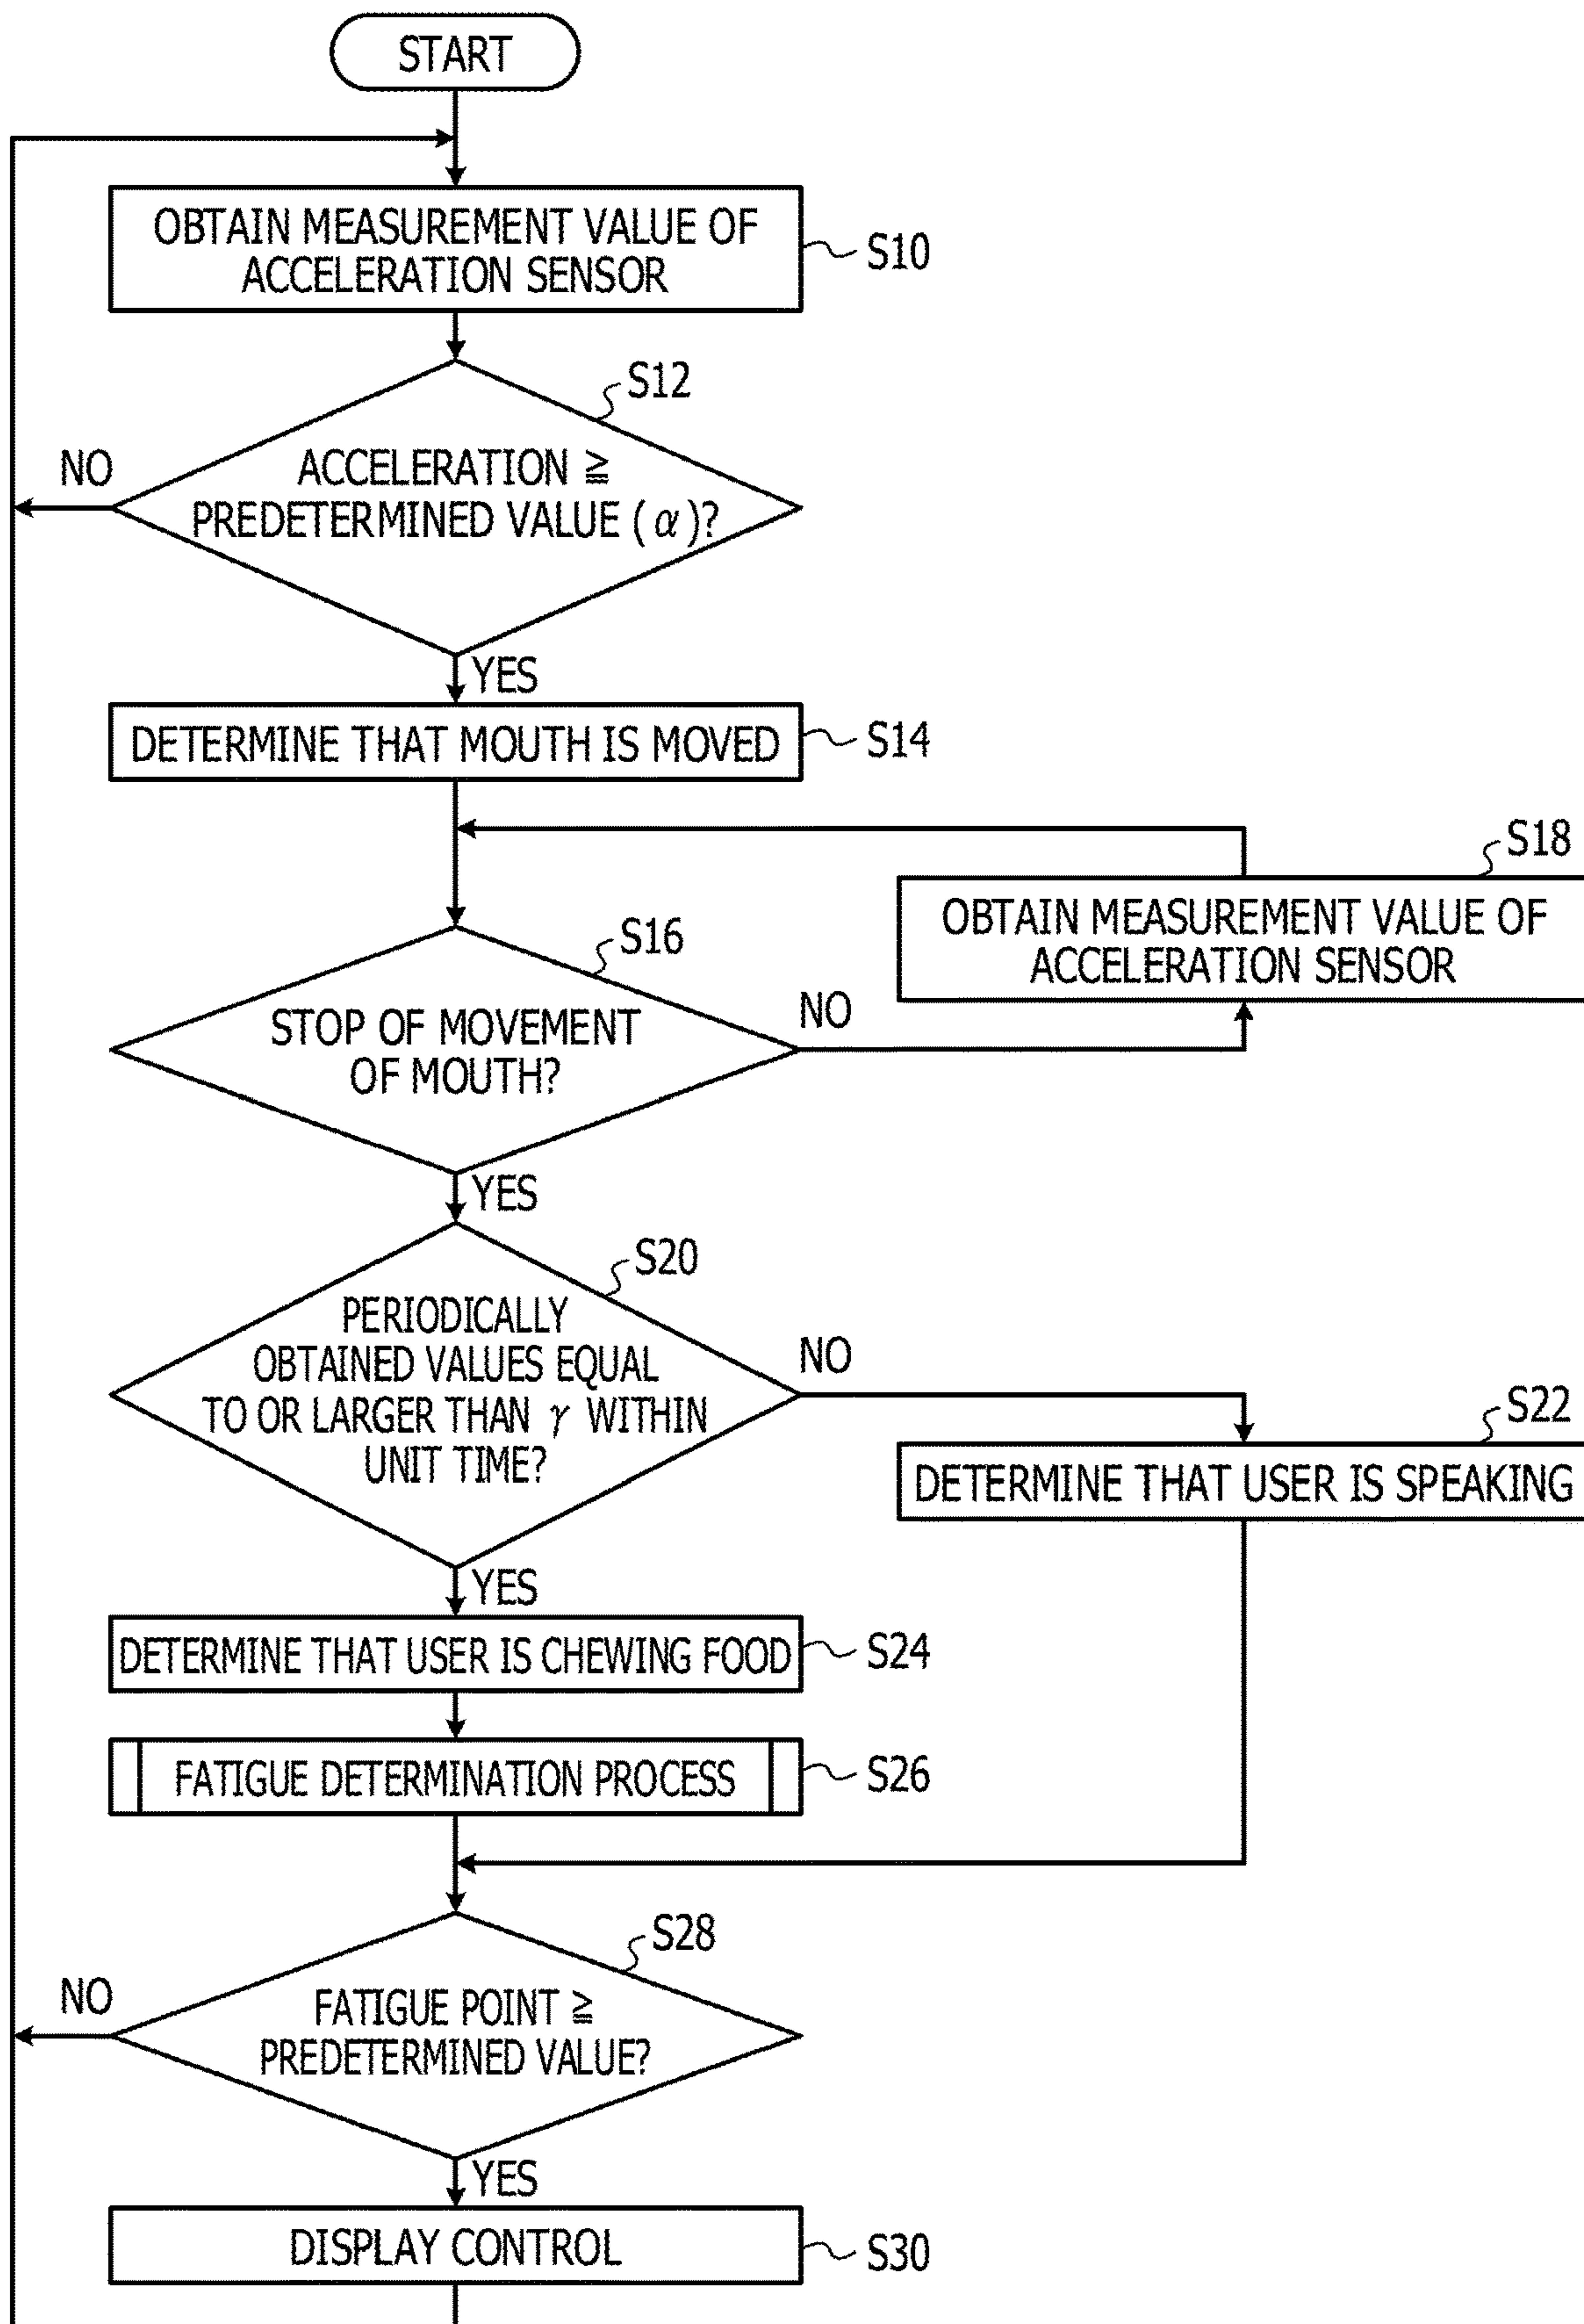 START
OBTAIN MEASUREMENT VALUE OF
ACCELERATION SENSOR
S10
S12
NO
ACCELERATION ≧
PREDETERMINED VALUE (α)?
YES
DETERMINE THAT MOUTH IS MOVED
S14
S18
OBTAIN MEASUREMENT VALUE OF
ACCELERATION SENSOR
S16
NO
STOP OF MOVEMENT
OF MOUTH?
YES
S20
PERIODICALLY
OBTAINED VALUES EQUAL
TO OR LARGER THAN γ WITHIN
UNIT TIME?
NO
S22
DETERMINE THAT USER IS SPEAKING
YES
DETERMINE THAT USER IS CHEWING FOOD
S24
FATIGUE DETERMINATION PROCESS
S26
S28
NO
FATIGUE POINT ≧
PREDETERMINED VALUE?
YES
DISPLAY CONTROL
S30